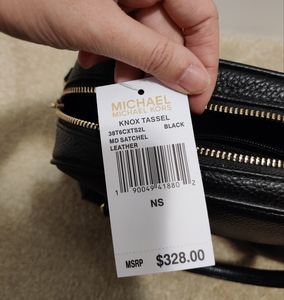 MICHAEL
MICHAEL KORS
KNOX TASSEL
38T6CXTS2L BLACK
MD SATCHEL
LEATHER
1 90049 41880 2
NS
MSRP $328.00